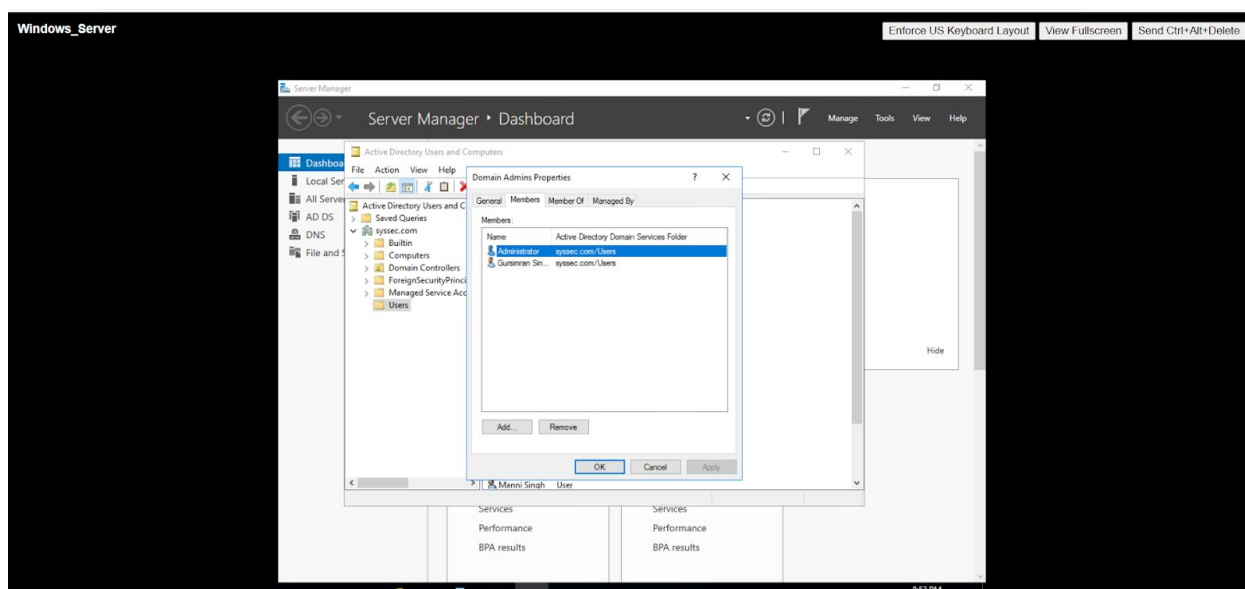 Windows_Server
Enforce US Keyboard Layout View Fullscreen Send Ctrl+Alt+Delete
Server Manager
Server Manager • Dashboard
Manage Tools View Help
Dashboa
Local Ser
All Serve
AD DS
DNS
File and S
Active Directory Users and Computers
File Action View Help
Active Directory Users and C
Saved Queries
syssec.com
Builtin
Computers
Domain Controllers
ForeignSecurityPrinci
Managed Service Acc
Users
Domain Admins Properties
General Members Member Of Managed By
Members:
Name Active Directory Domain Services Folder
Administrator syssec.com/Users
Gursimran Sin... syssec.com/Users
Add... Remove
OK Cancel Apply
Manni Singh User
Hide
Services Services
Performance Performance
BPA results BPA results